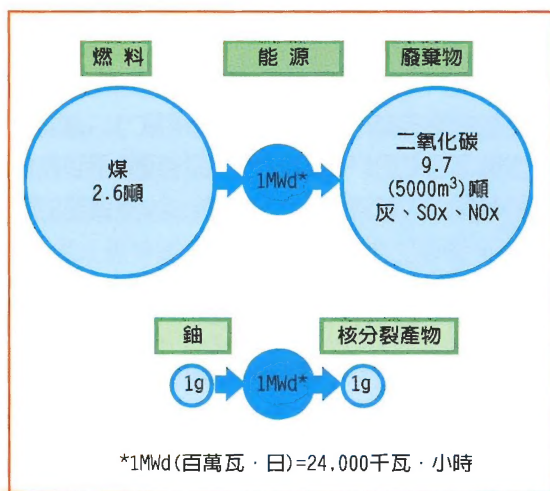 燃料 能源 廢棄物
煤
2.6噸
1MWd*
二氧化碳
9.7
(5000m³)噸
灰、SOx、NOx
鈾 核分裂產物
1g 1MWd* 1g
*1MWd(百萬瓦．日)=24,000千瓦．小時